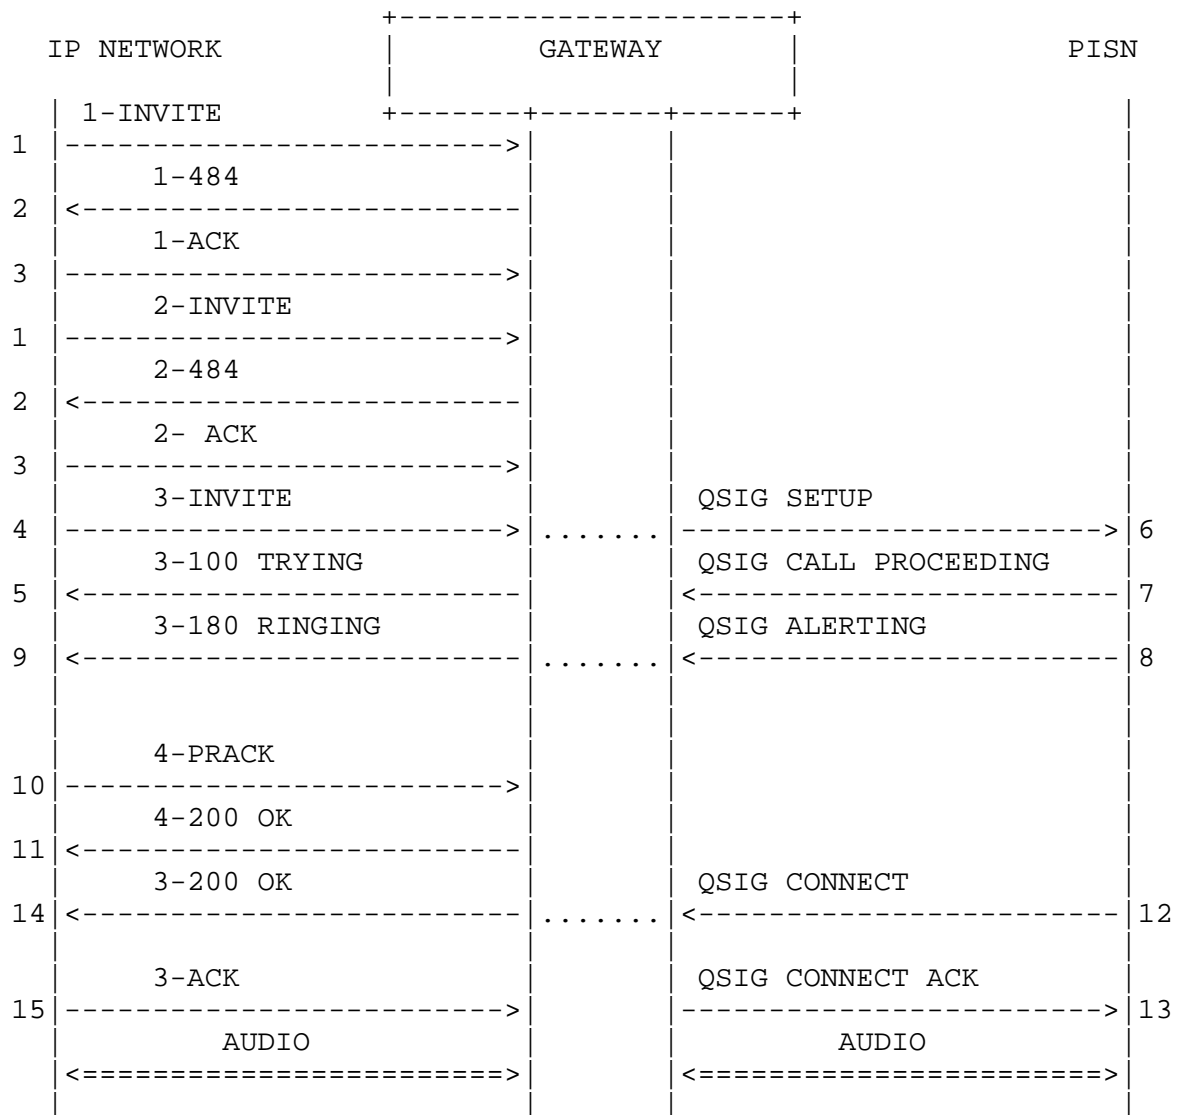 +----------------------+
  IP NETWORK              |        GATEWAY       |               PISN
                          |                      |
  | 1-INVITE              +-------+-------+------+                  |
1 |------------------------->|       |                         |
  |     1-484                |       |                         |
2 |<-------------------------|       |                         |
  |     1-ACK                |       |                         |
3 |------------------------->|       |                         |
  |     2-INVITE             |       |                         |
1 |------------------------->|       |                         |
  |     2-484                |       |                         |
2 |<-------------------------|       |                         |
  |     2- ACK               |       |                         |
3 |------------------------->|       |                         |
  |     3-INVITE             |       | QSIG SETUP              |
4 |------------------------->|.......|------------------------>|6
  |     3-100 TRYING         |       | QSIG CALL PROCEEDING    |
5 |<-------------------------|       |<------------------------|7
  |     3-180 RINGING        |       | QSIG ALERTING           |
9 |<-------------------------|.......|<------------------------|8
  |                          |       |                         |
  |                          |       |                         |
  |     4-PRACK              |       |                         |
10|------------------------->|       |                         |
  |     4-200 OK             |       |                         |
11|<-------------------------|       |                         |
  |     3-200 OK             |       | QSIG CONNECT            |
14|<-------------------------|.......|<------------------------|12
  |                          |       |                         |
  |     3-ACK                |       | QSIG CONNECT ACK        |
15|------------------------->|       |------------------------>|13
  |         AUDIO            |       |         AUDIO           |
  |<========================>|       |<=======================>|
  |                          |       |                         |